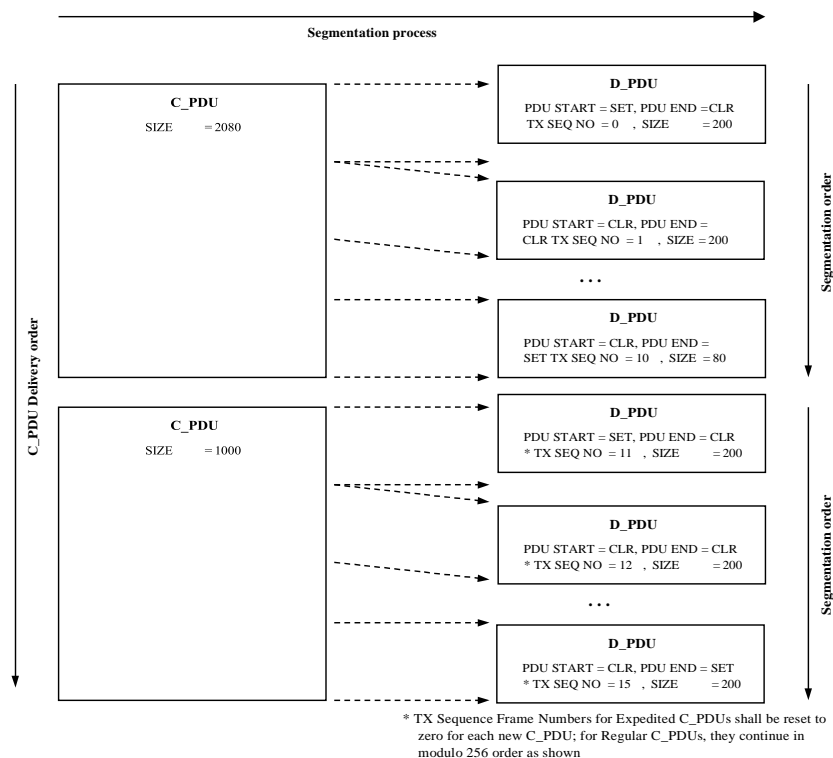 Segmentation process
C_PDU Delivery order
C_PDU
SIZE = 2080
D_PDU
PDU START = SET, PDU END =CLR
TX SEQ NO = 0 , SIZE = 200
D_PDU
PDU START = CLR, PDU END =
CLR TX SEQ NO = 1 , SIZE = 200
...
D_PDU
PDU START = CLR, PDU END =
SET TX SEQ NO = 10 , SIZE = 80
Segmentation order
C_PDU
SIZE = 1000
D_PDU
PDU START = SET, PDU END = CLR
* TX SEQ NO = 11 , SIZE = 200
D_PDU
PDU START = CLR, PDU END = CLR
* TX SEQ NO = 12 , SIZE = 200
...
D_PDU
PDU START = CLR, PDU END = SET
* TX SEQ NO = 15 , SIZE = 200
Segmentation order
* TX Sequence Frame Numbers for Expedited C_PDUs shall be reset to
zero for each new C_PDU; for Regular C_PDUs, they continue in
modulo 256 order as shown